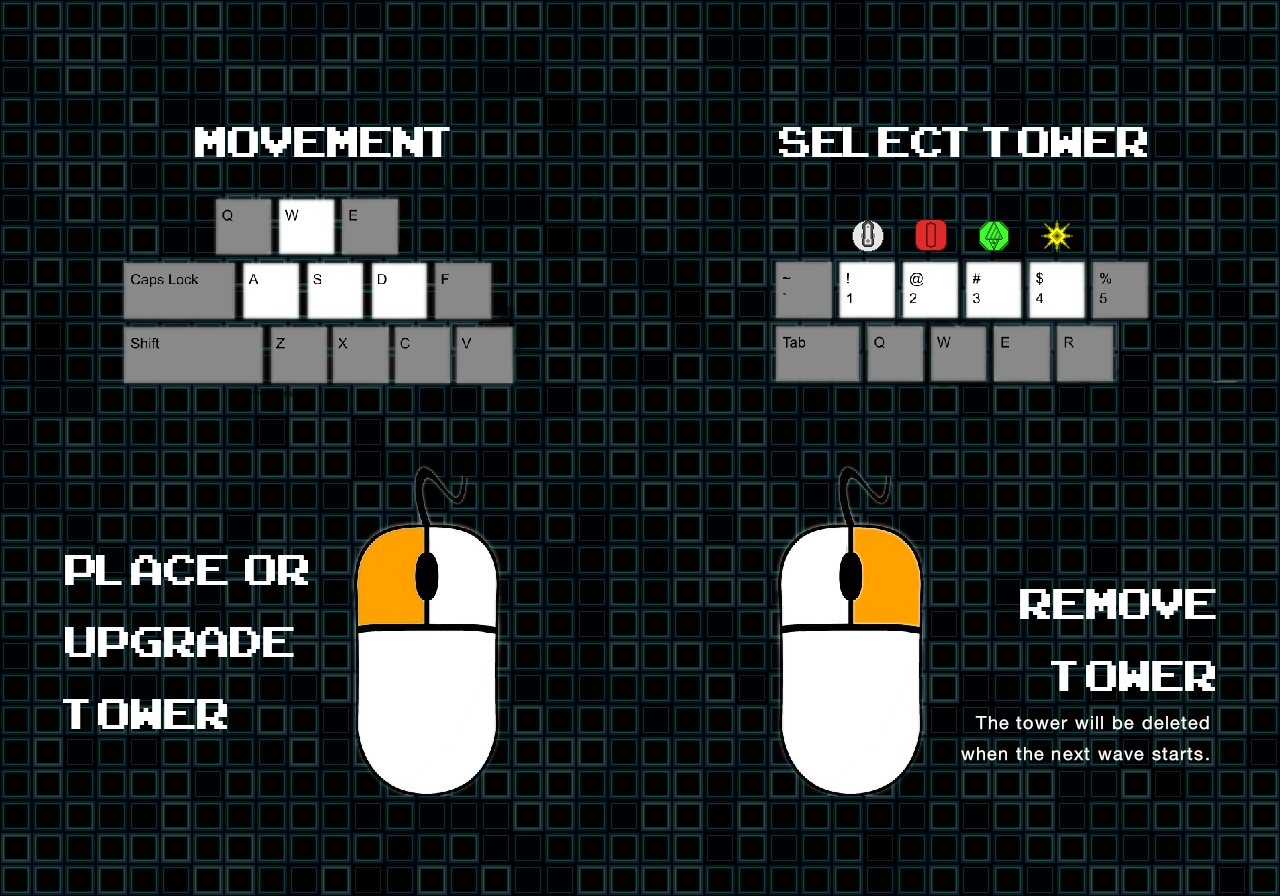 MOVEMENT
Q W E
Caps Lock A S D F
Shift Z X C V
SELECT TOWER
~ ! @ # $ %
` 1 2 3 4 5
Tab Q W E R
PLACE OR
UPGRADE
TOWER
REMOVE
TOWER
The tower will be deleted
when the next wave starts.